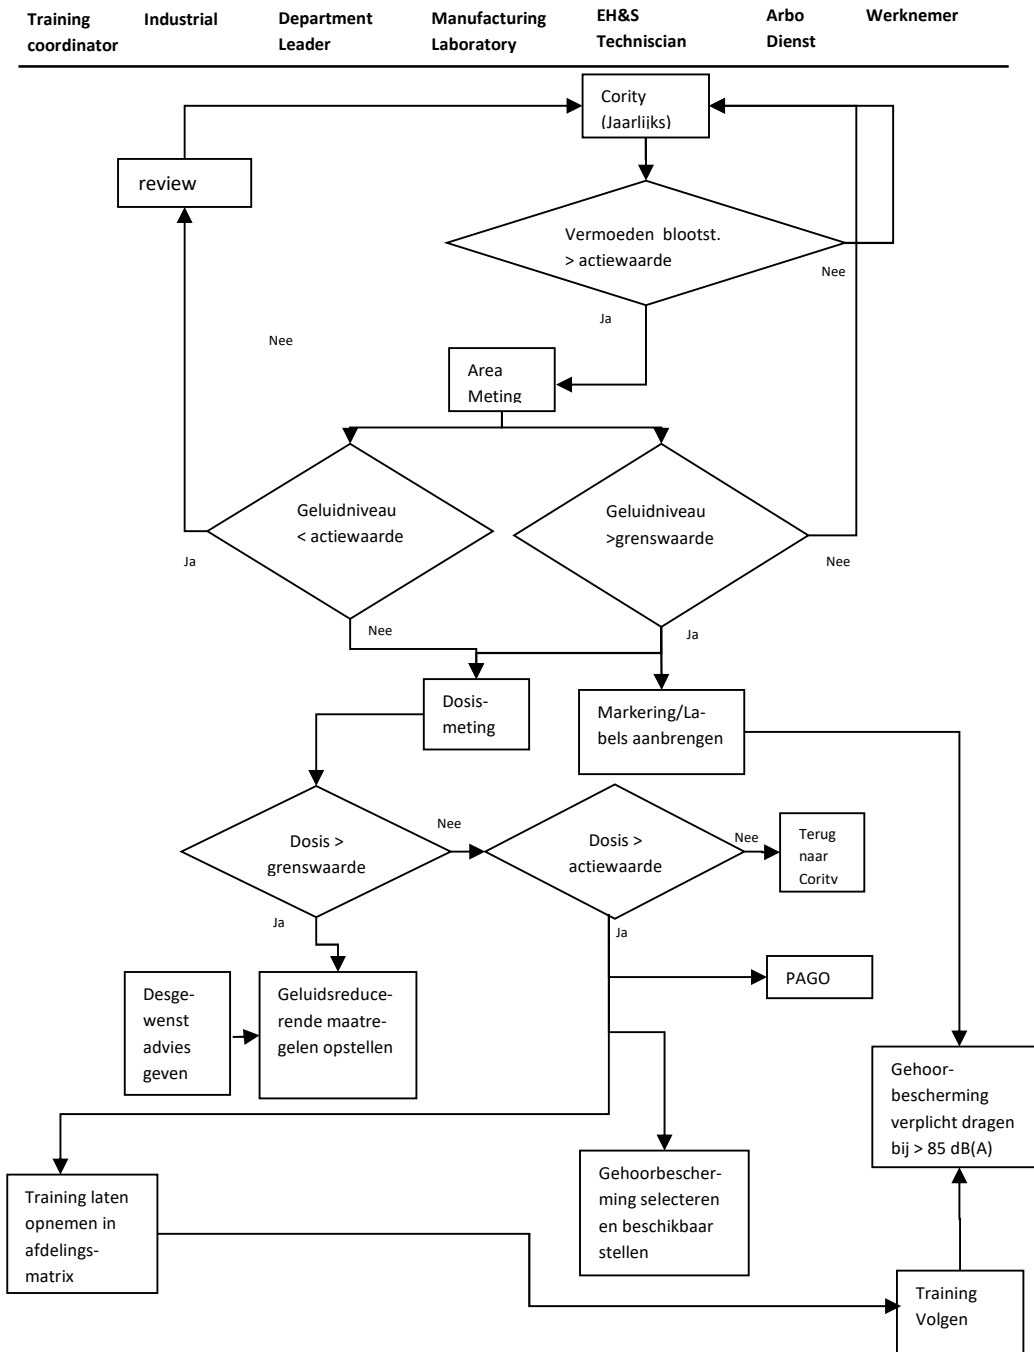 Training coordinator
Industrial
Department Leader
Manufacturing Laboratory
EH&S Techniscian
Arbo Dienst
Werknemer
Cority
(Jaarlijks)
review
Vermoeden blootst.
> actiewaarde
Nee
Ja
Nee
Area
Meting
Geluidniveau
< actiewaarde
Geluidniveau
>grenswaarde
Ja
Nee
Nee
Ja
Dosis-
meting
Markering/La-
bels aanbrengen
Dosis >
grenswaarde
Nee
Dosis >
actiewaarde
Nee
Terug
naar
Cority
Ja
Ja
Desge-
wenst
advies
geven
Geluidsreduce-
rende maatre-
gelen opstellen
PAGO
Gehoor-
bescherming
verplicht dragen
bij > 85 dB(A)
Training laten
opnemen in
afdelings-
matrix
Gehoorbescher-
ming selecteren
en beschikbaar
stellen
Training
Volgen